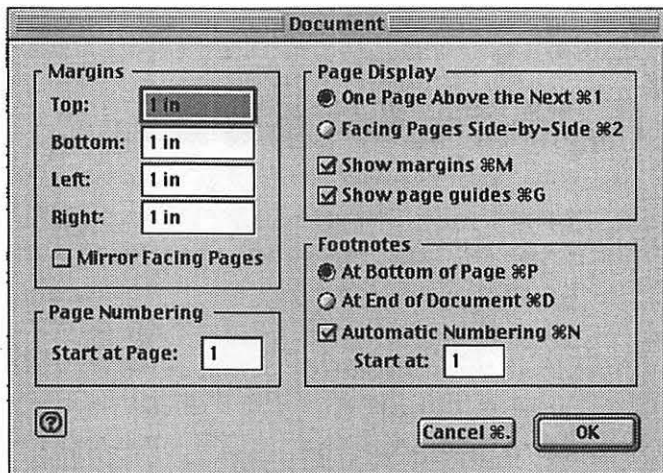 Document
Margins
Top: 1 in
Bottom: 1 in
Left: 1 in
Right: 1 in
Mirror Facing Pages
Page Numbering
Start at Page: 1
Page Display
One Page Above the Next ⌘1
Facing Pages Side-by-Side ⌘2
Show margins ⌘M
Show page guides ⌘G
Footnotes
At Bottom of Page ⌘P
At End of Document ⌘D
Automatic Numbering ⌘N
Start at: 1
?
Cancel ⌘.
OK